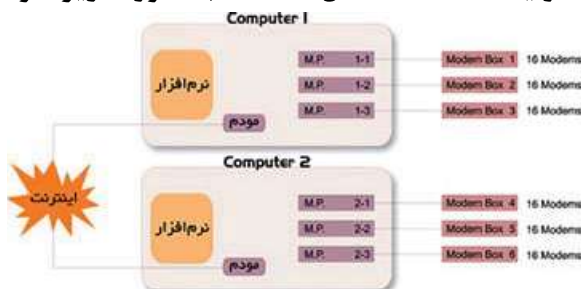 Computer 1
نرم‌افزار
M.P. 1-1 Modem Box 1 16 Modems
M.P. 1-2 Modem Box 2 16 Modems
M.P. 1-3 Modem Box 3 16 Modems
مودم
Computer 2
اینترنت
نرم‌افزار
M.P. 2-1 Modem Box 4 16 Modems
M.P. 2-2 Modem Box 5 16 Modems
M.P. 2-3 Modem Box 6 16 Modems
مودم